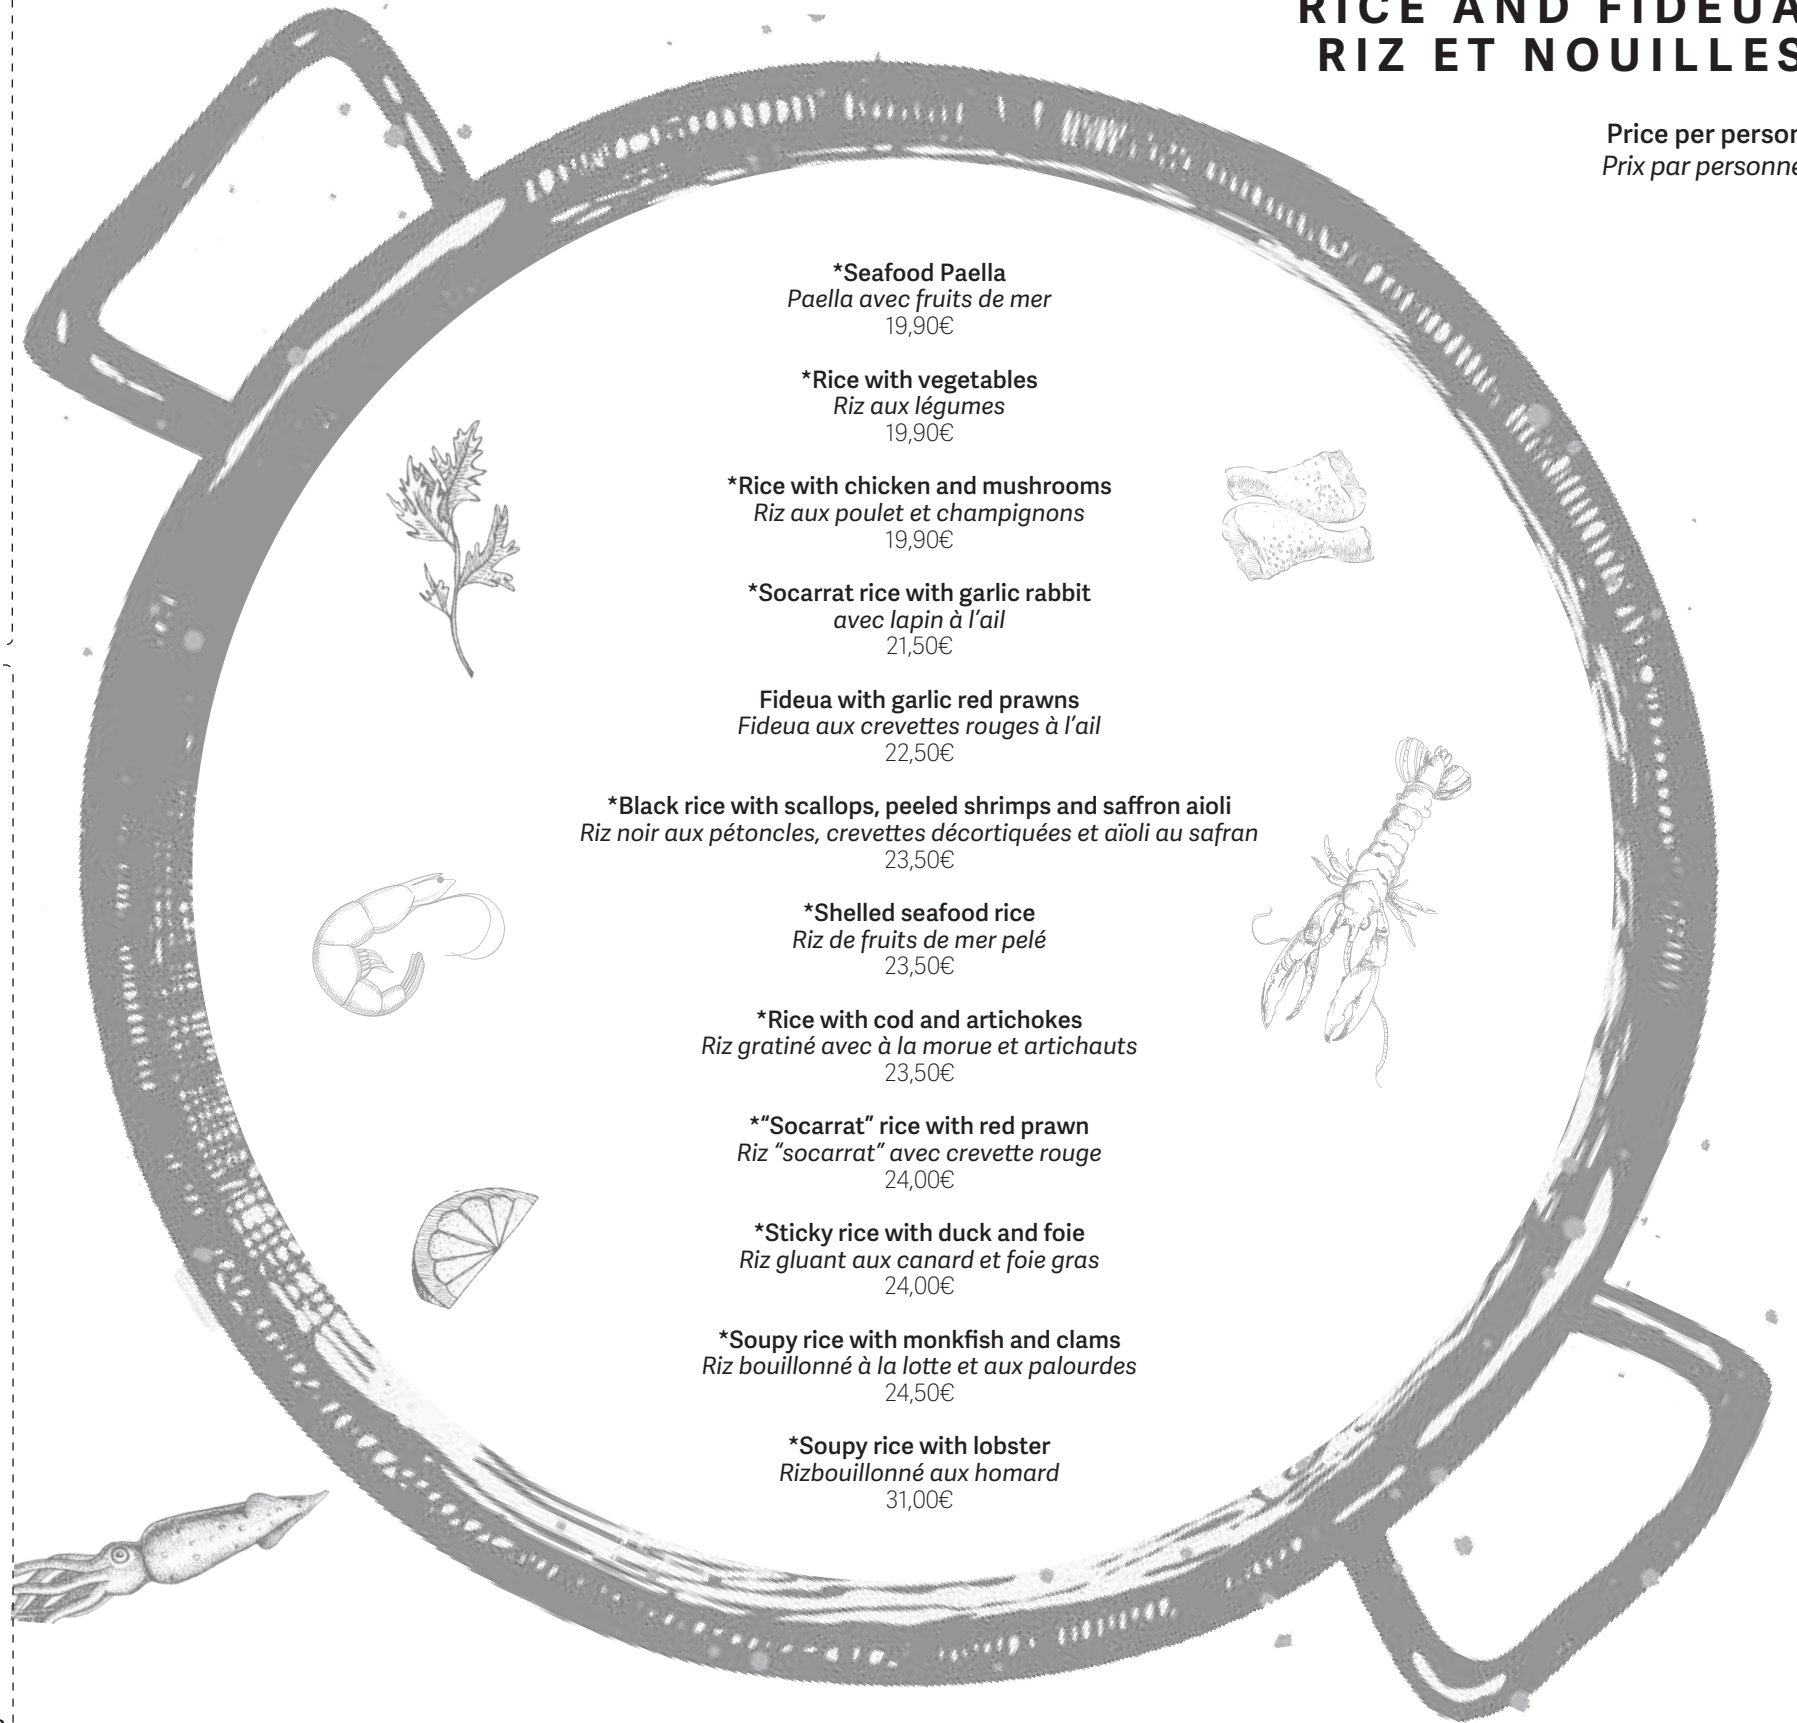 RICE AND FIDEUA
RIZ ET NOUILLES
Price per person
Prix par personne
*Seafood Paella
Paella avec fruits de mer
19,90€
*Rice with vegetables
Riz aux légumes
19,90€
*Rice with chicken and mushrooms
Riz aux poulet et champignons
19,90€
*Socarrat rice with garlic rabbit
avec lapin à l’ail
21,50€
Fideua with garlic red prawns
Fideua aux crevettes rouges à l’ail
22,50€
*Black rice with scallops, peeled shrimps and saffron aioli
Riz noir aux pétoncles, crevettes décortiquées et aïoli au safran
23,50€
*Shelled seafood rice
Riz de fruits de mer pelé
23,50€
*Rice with cod and artichokes
Riz gratiné avec à la morue et artichauts
23,50€
*“Socarrat” rice with red prawn
Riz “socarrat” avec crevette rouge
24,00€
*Sticky rice with duck and foie
Riz gluant aux canard et foie gras
24,00€
*Soupy rice with monkfish and clams
Riz bouillonné à la lotte et aux palourdes
24,50€
*Soupy rice with lobster
Rizbouillonné aux homard
31,00€